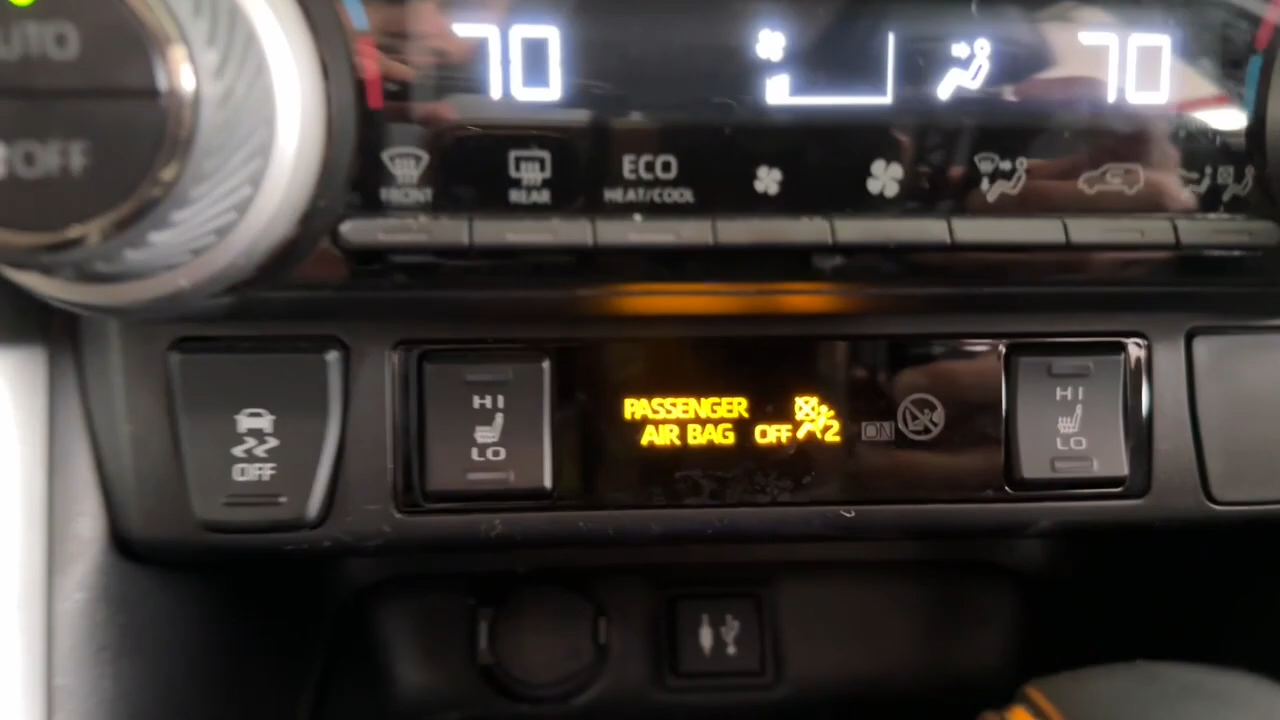 AUTO
OFF
70
70
FRONT
REAR
ECO
HEAT/COOL
OFF
HI
LO
PASSENGER
AIR BAG OFF 2
ON
HI
LO